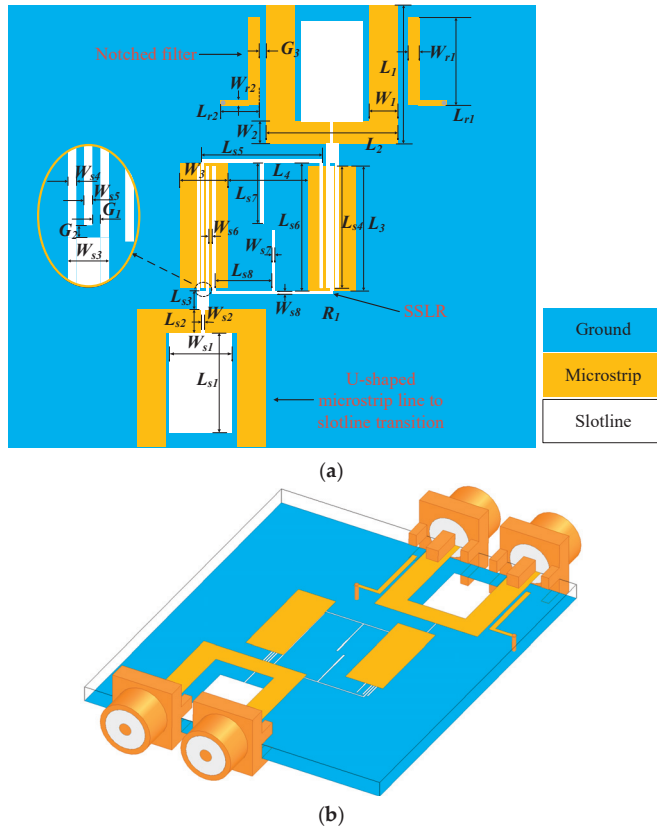 Notched filter
G3
Wr1
L1
Wr2
Lr2
W1
Lr1
W2
L2
Ls5
W3
L4
Ws4
Ws5
Ls7
G1
Ls6
Ls4
L3
G2
Ws6
Ws3
Ws7
Ls8
Ls3
Ws8
R1
SSLR
Ls2
Ws2
Ws1
Ls1
U-shaped
microstrip line to
slotline transition
Ground
Microstrip
Slotline
(a)
(b)